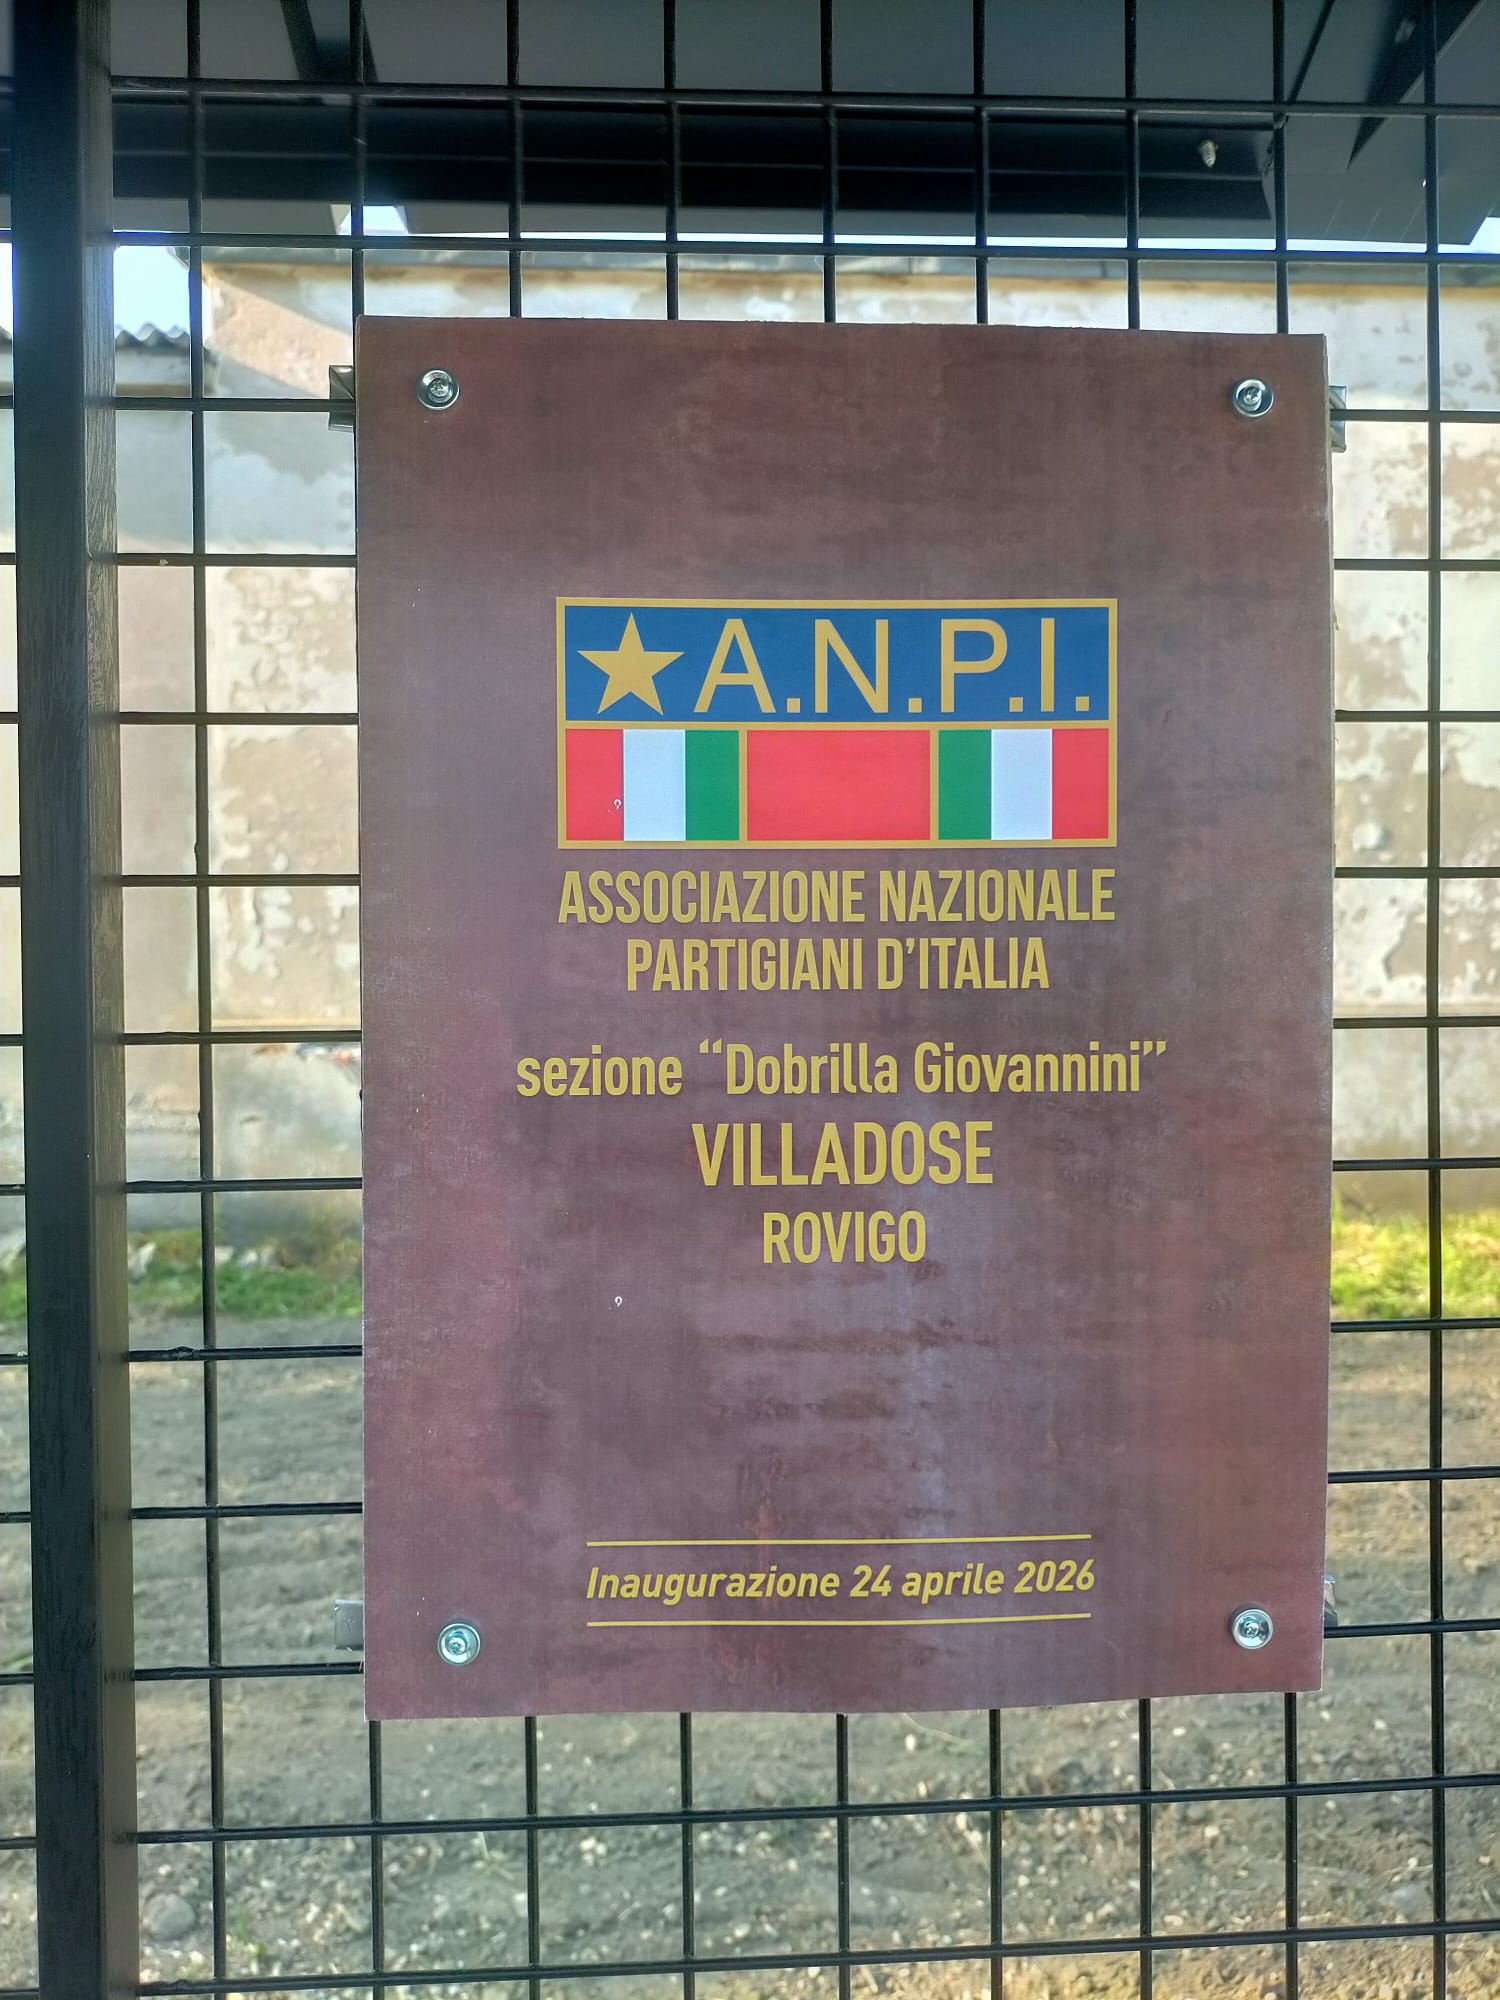 A.N.P.I.
ASSOCIAZIONE NAZIONALE
PARTIGIANI D'ITALIA
sezione “Dobrilla Giovannini”
VILLADOSE
ROVIGO
Inaugurazione 24 aprile 2026